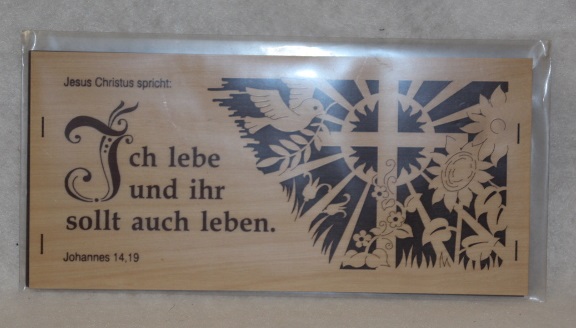 Jesus Christus spricht:
Ich lebe
und ihr
sollt auch leben.
Johannes 14,19